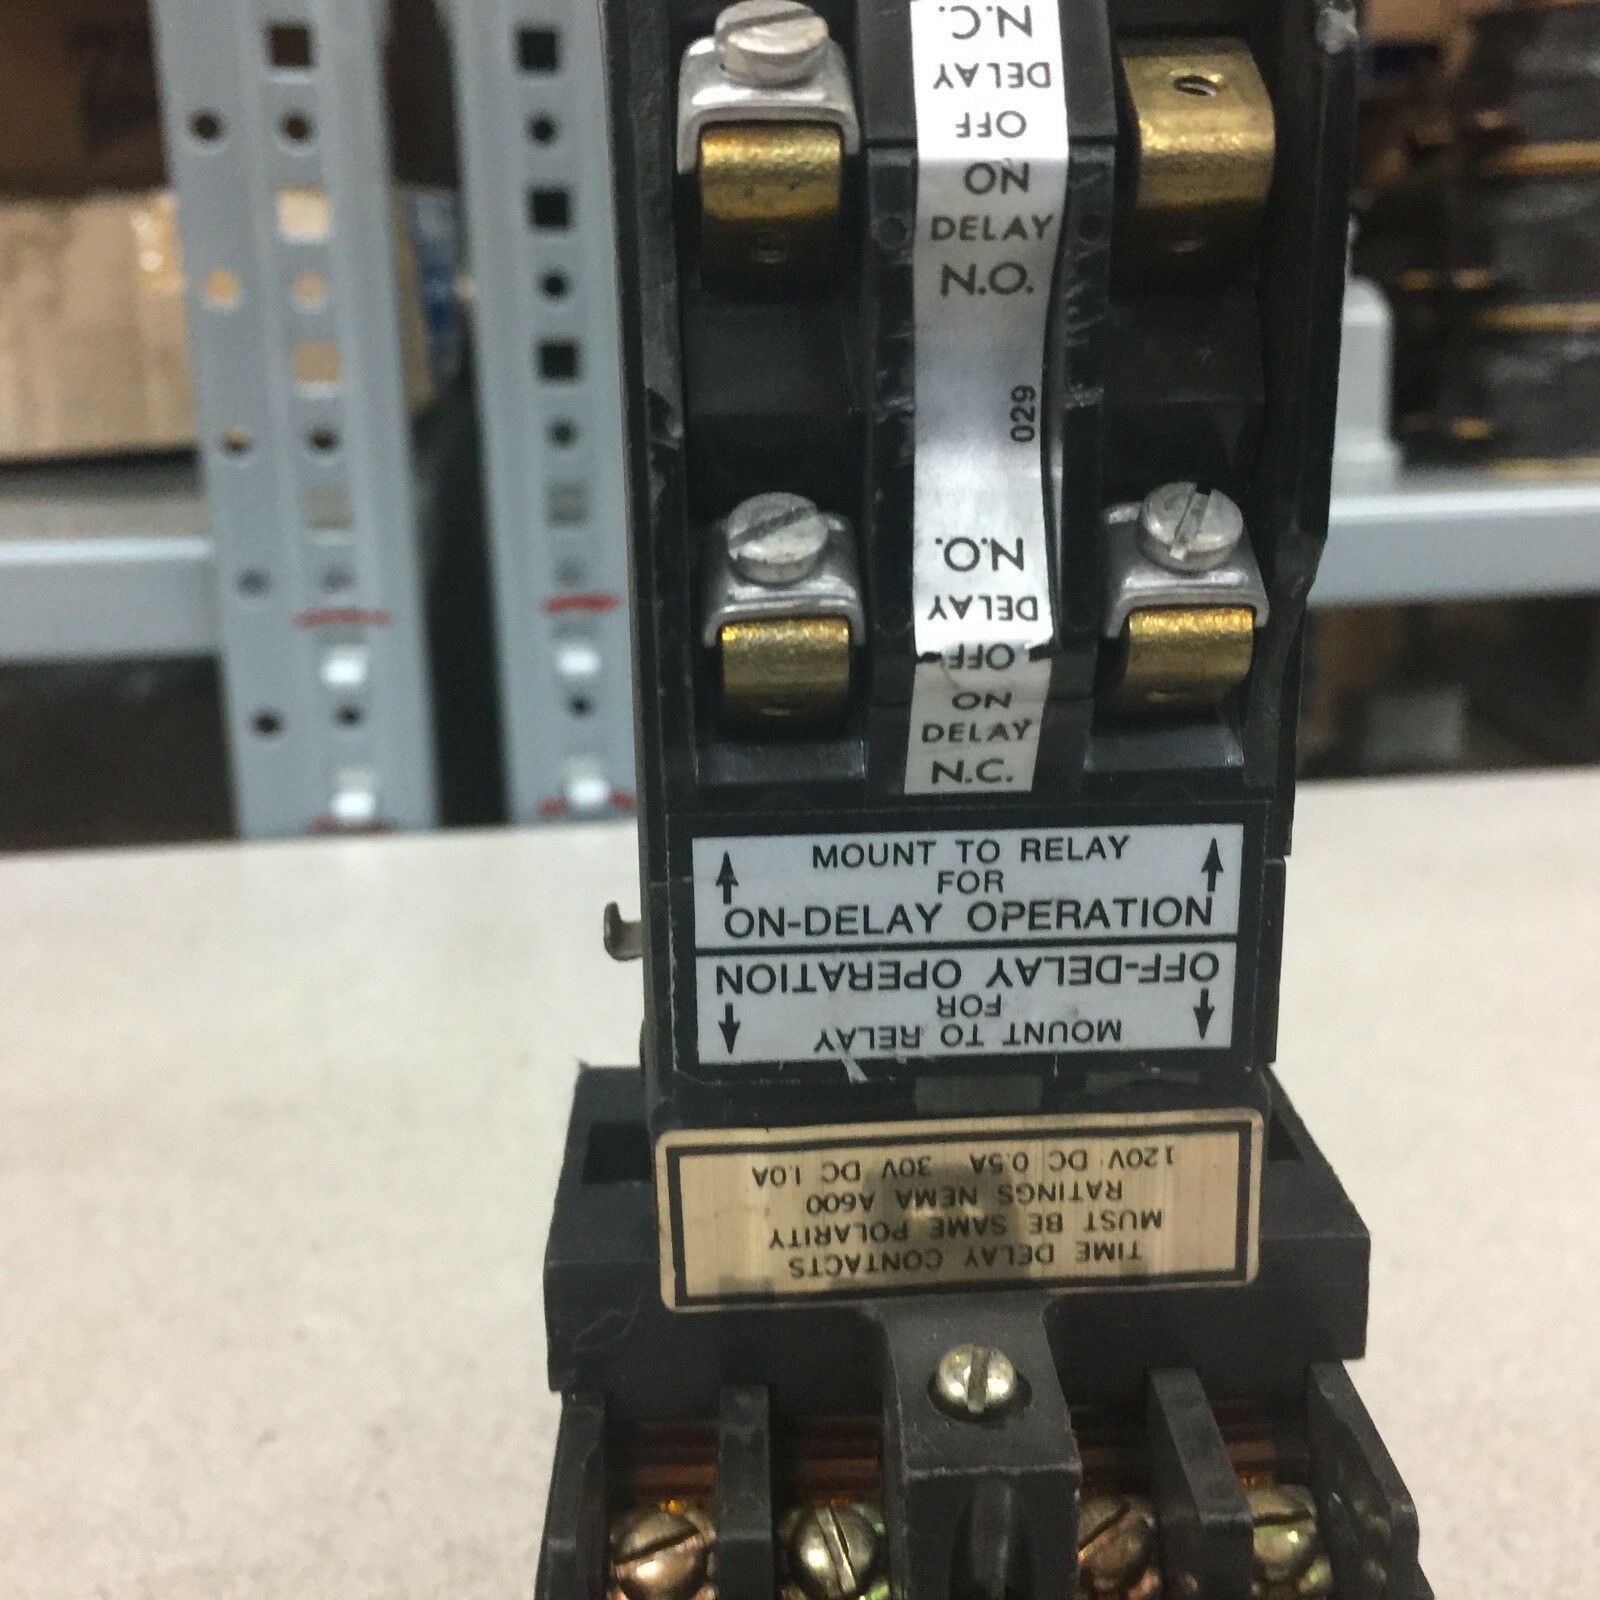 N.C.
DELAY
OFF
NO
DELAY
N.O.
029
N.O.
DELAY
OFF
ON
DELAY
N.C.
MOUNT TO RELAY
FOR
ON-DELAY OPERATION
MOUNT TO RELAY
FOR
OFF-DELAY OPERATION
TIME DELAY CONTACTS
MUST BE SAME POLARITY
RATINGS NEMA A600
120V DC 0.5A 30V DC 1.0A